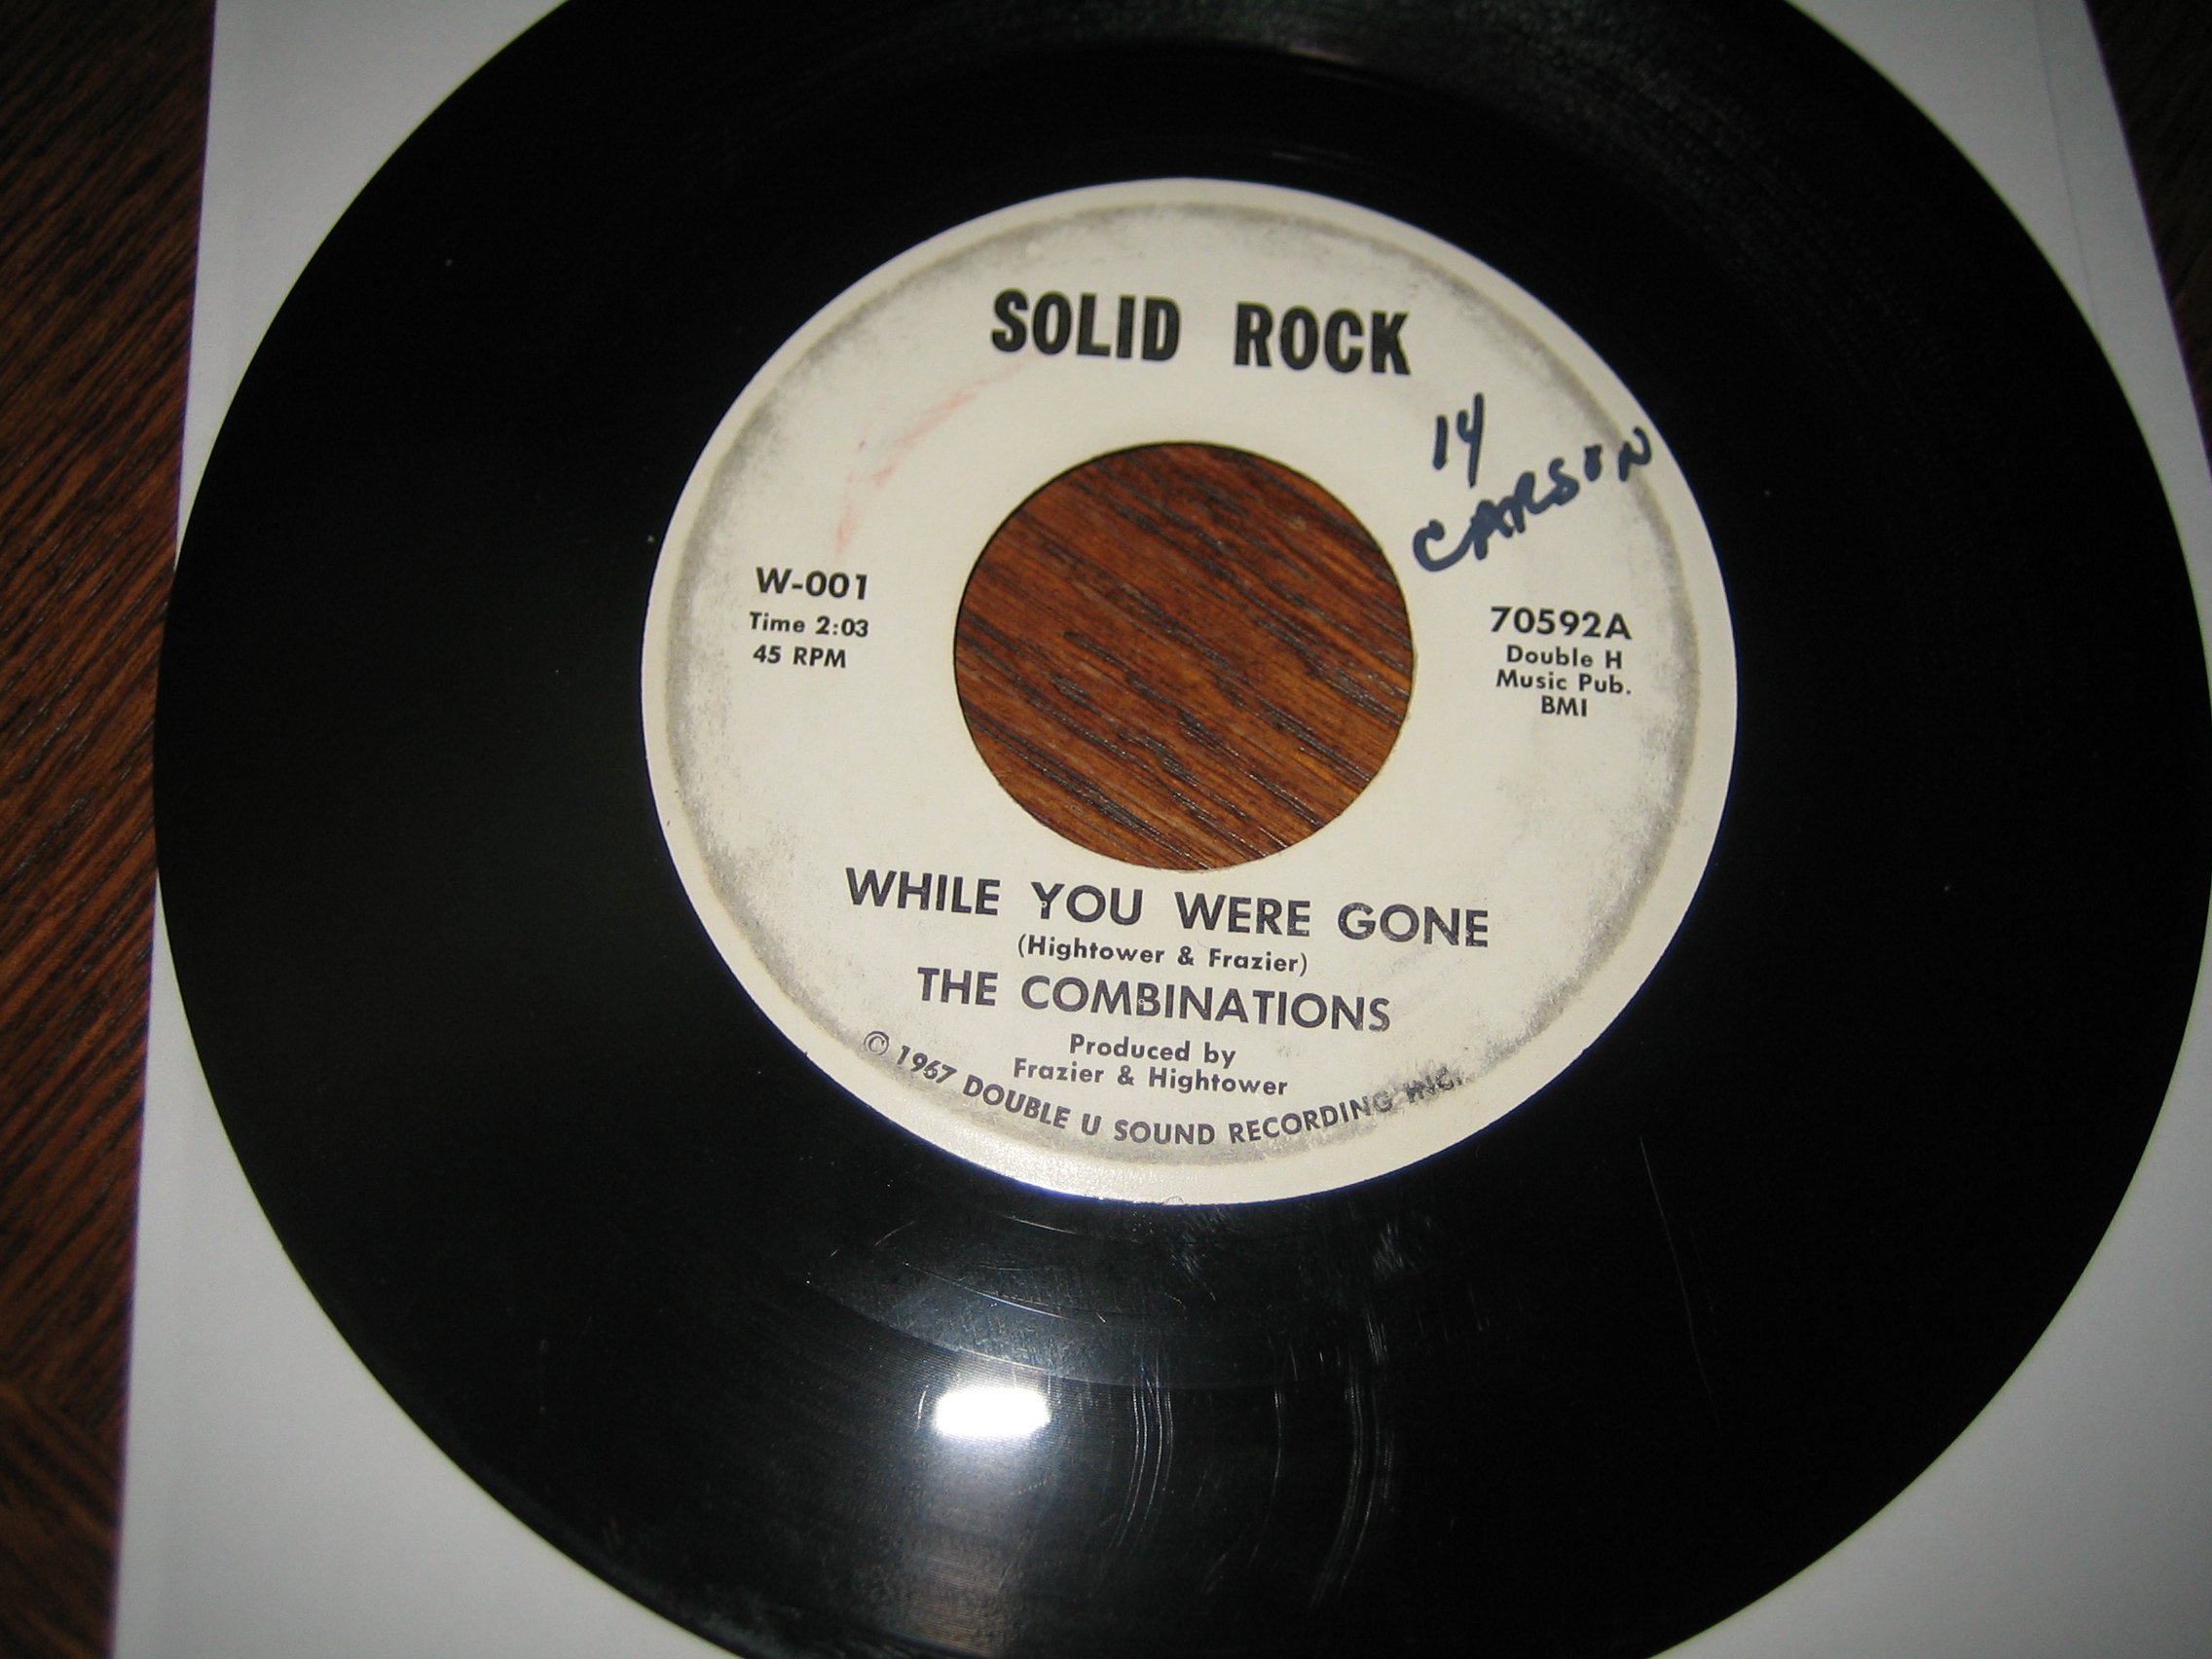 SOLID ROCK
14
CARSON
W-001
Time 2:03
45 RPM
70592A
Double H
Music Pub.
BMI
WHILE YOU WERE GONE
(Hightower & Frazier)
THE COMBINATIONS
Produced by
Frazier & Hightower
© 1967 DOUBLE U SOUND RECORDING INC.